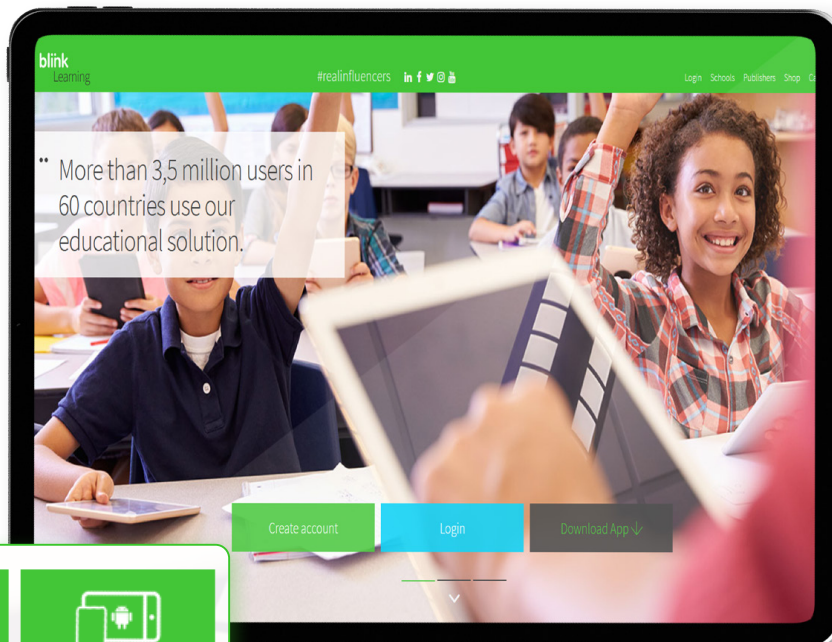 blink
Learning
#realinfluencers
Login Schools Publishers Shop
More than 3,5 million users in
60 countries use our
educational solution.
Create account
Login
Download App